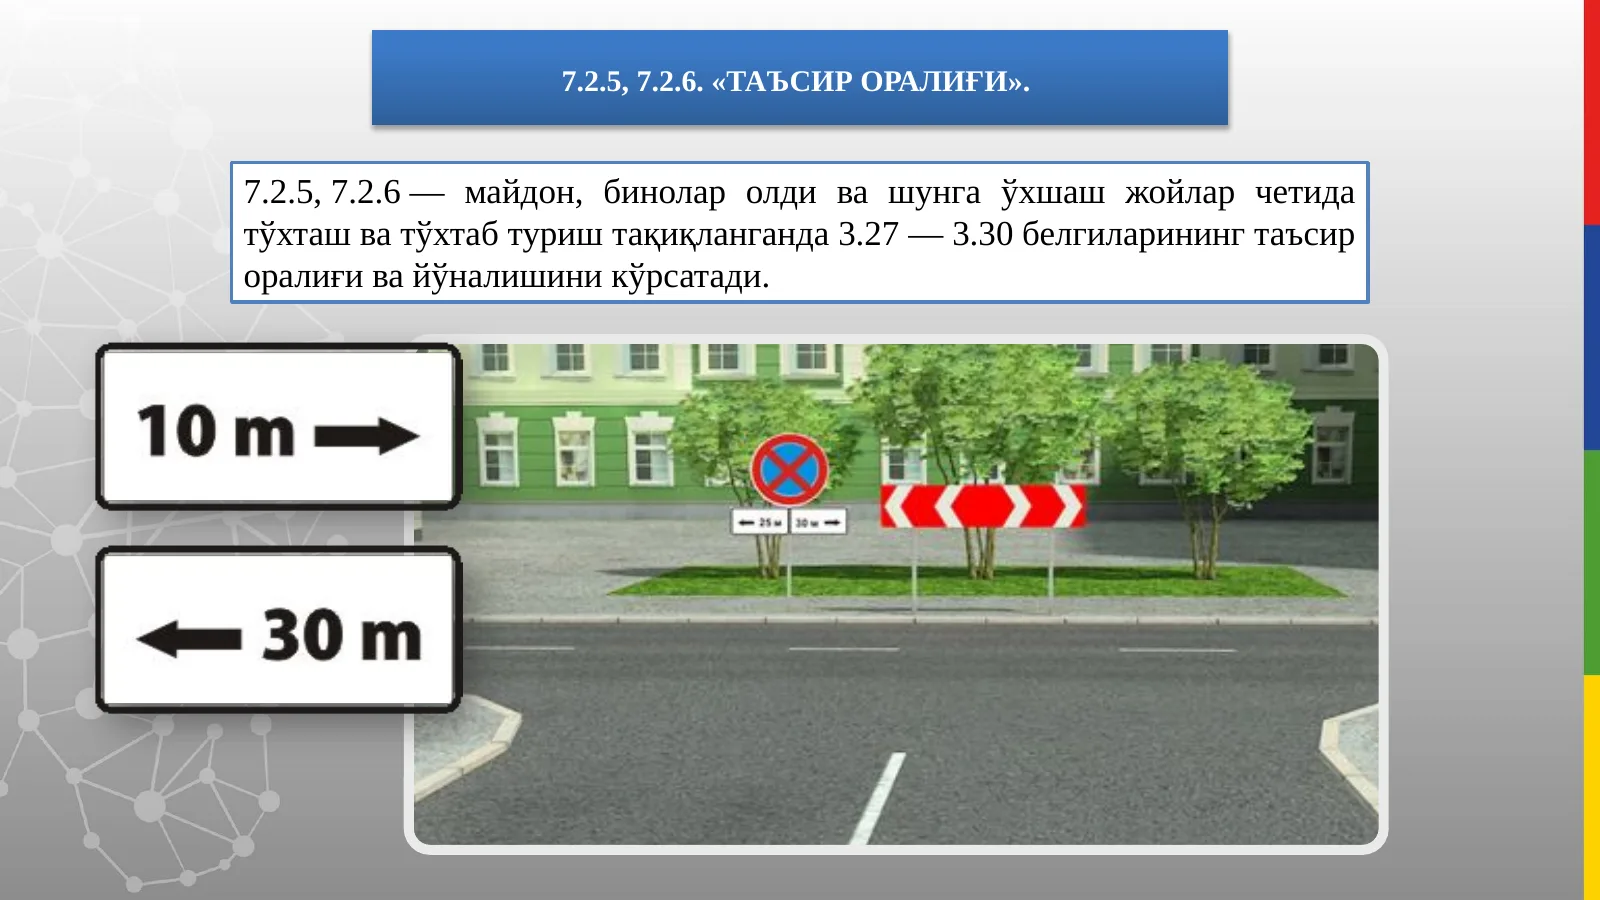 7.2.5, 7.2.6. «ТАЪСИР ОРАЛИҒИ».
7.2.5, 7.2.6 — майдон, бинолар олди ва шунга ўхшаш жойлар четида
тўхташ ва тўхтаб туриш тақиқланганда 3.27 — 3.30 белгиларининг таъсир
оралиғи ва йўналишини кўрсатади.
10 m
30 m
25 м
30 м